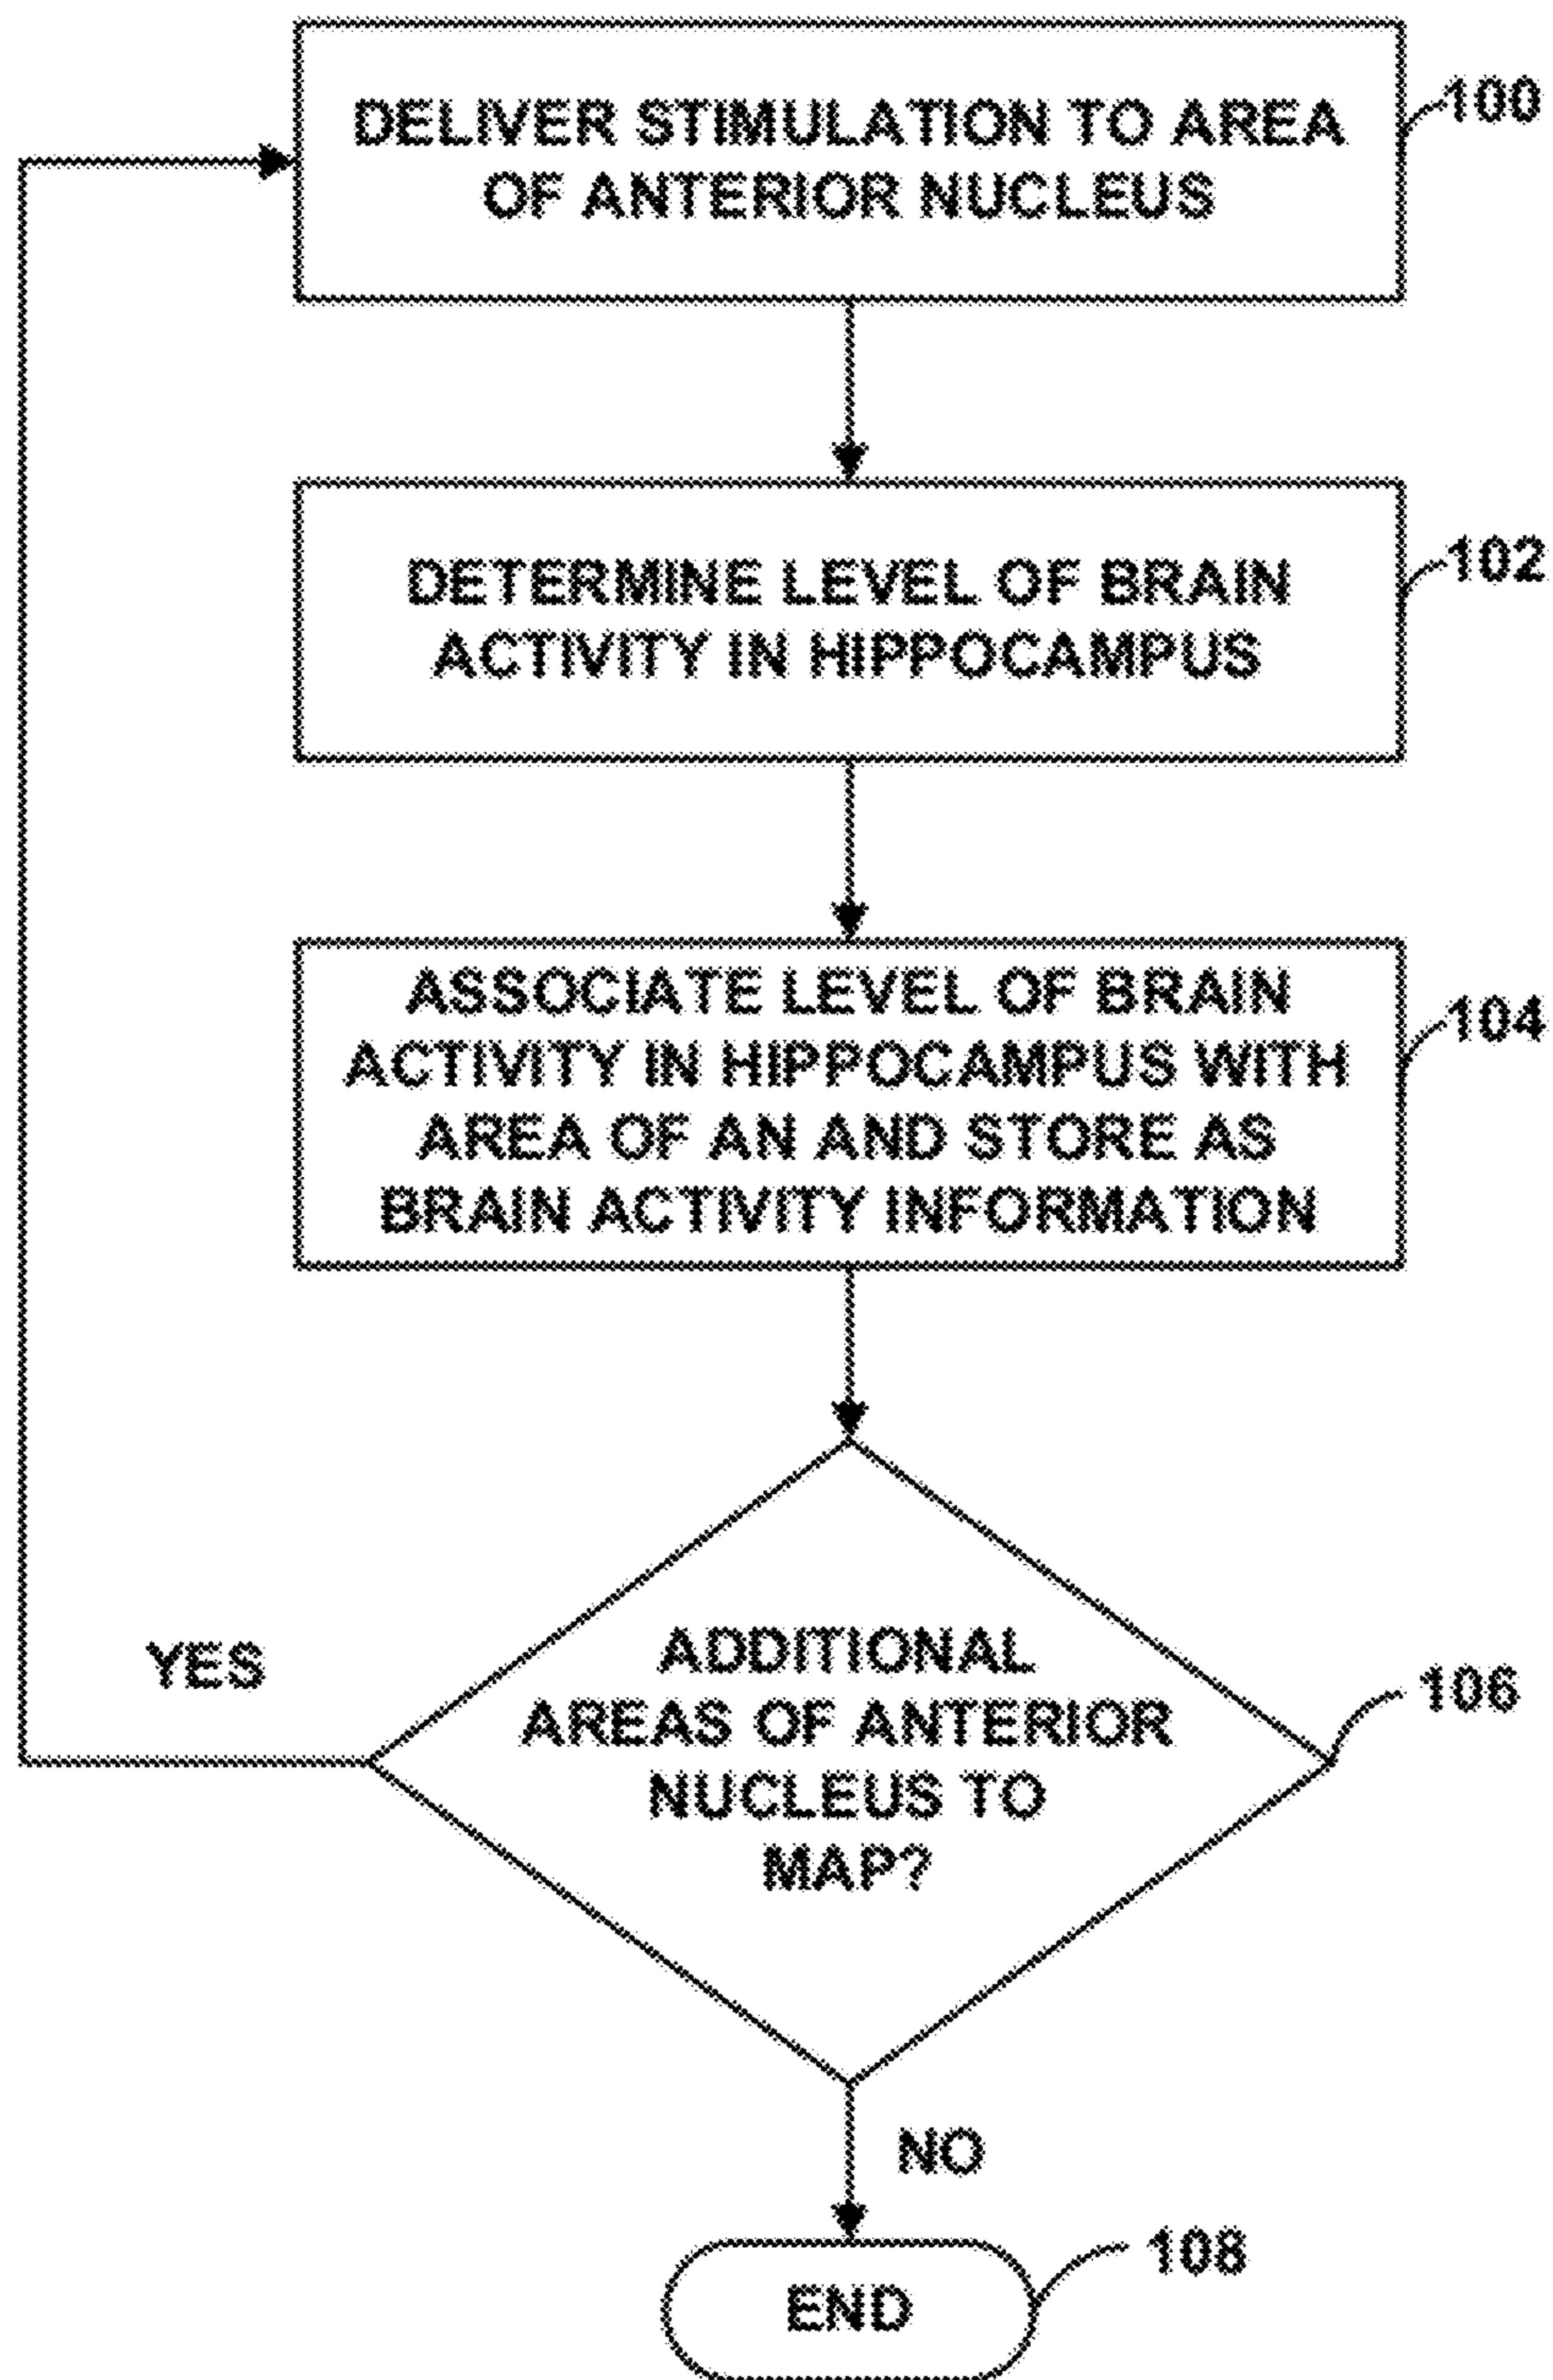 DELIVER STIMULATION TO AREA
OF ANTERIOR NUCLEUS
100
DETERMINE LEVEL OF BRAIN
ACTIVITY IN HIPPOCAMPUS
102
ASSOCIATE LEVEL OF BRAIN
ACTIVITY IN HIPPOCAMPUS WITH
AREA OF AN AND STORE AS
BRAIN ACTIVITY INFORMATION
104
ADDITIONAL
AREAS OF ANTERIOR
NUCLEUS TO
MAP?
106
YES
NO
END
108